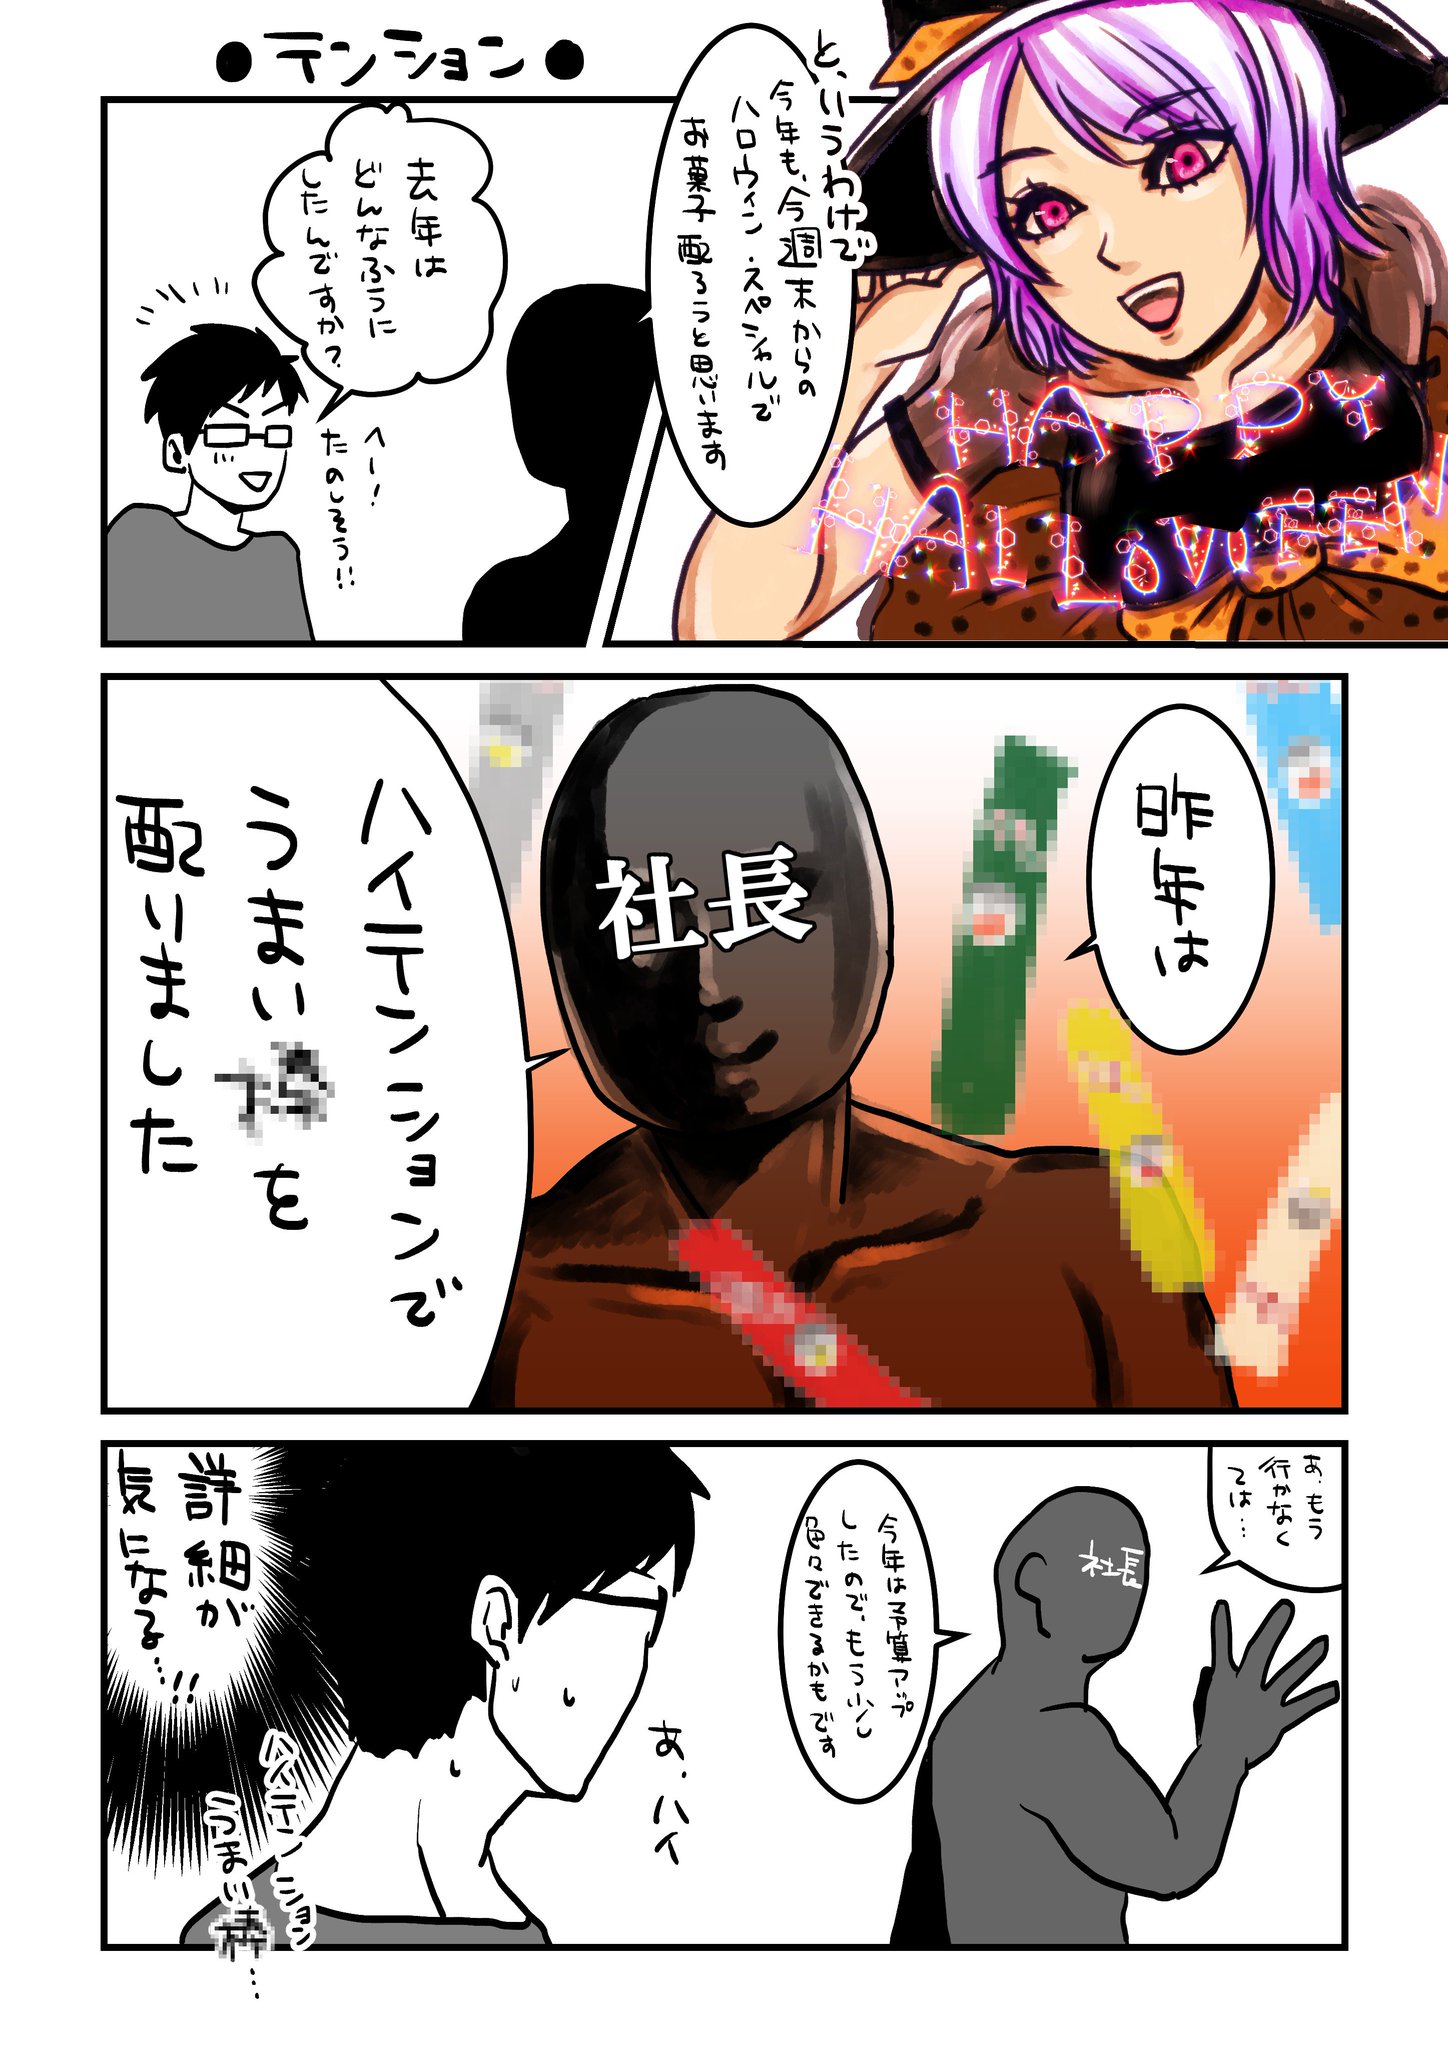 ●テンション●
と、いうわけで
今年も、今週末からの
ハロウィン・スペシャルで
お菓子配ろうと思います
HAPPY
HALLOWEEN
去年は
どんなふうに
したんですか?
へー!
たのしそう!!
昨年は
社長
ハイテンションで
うまい棒を
配りました
あ、もう
行かなく
ては…
社長
今年は予算アップ
したので、もう少し
色々できるかもです
あ、ハイ
詳細が
気になる…!!
ハイテンション
うまい棒…